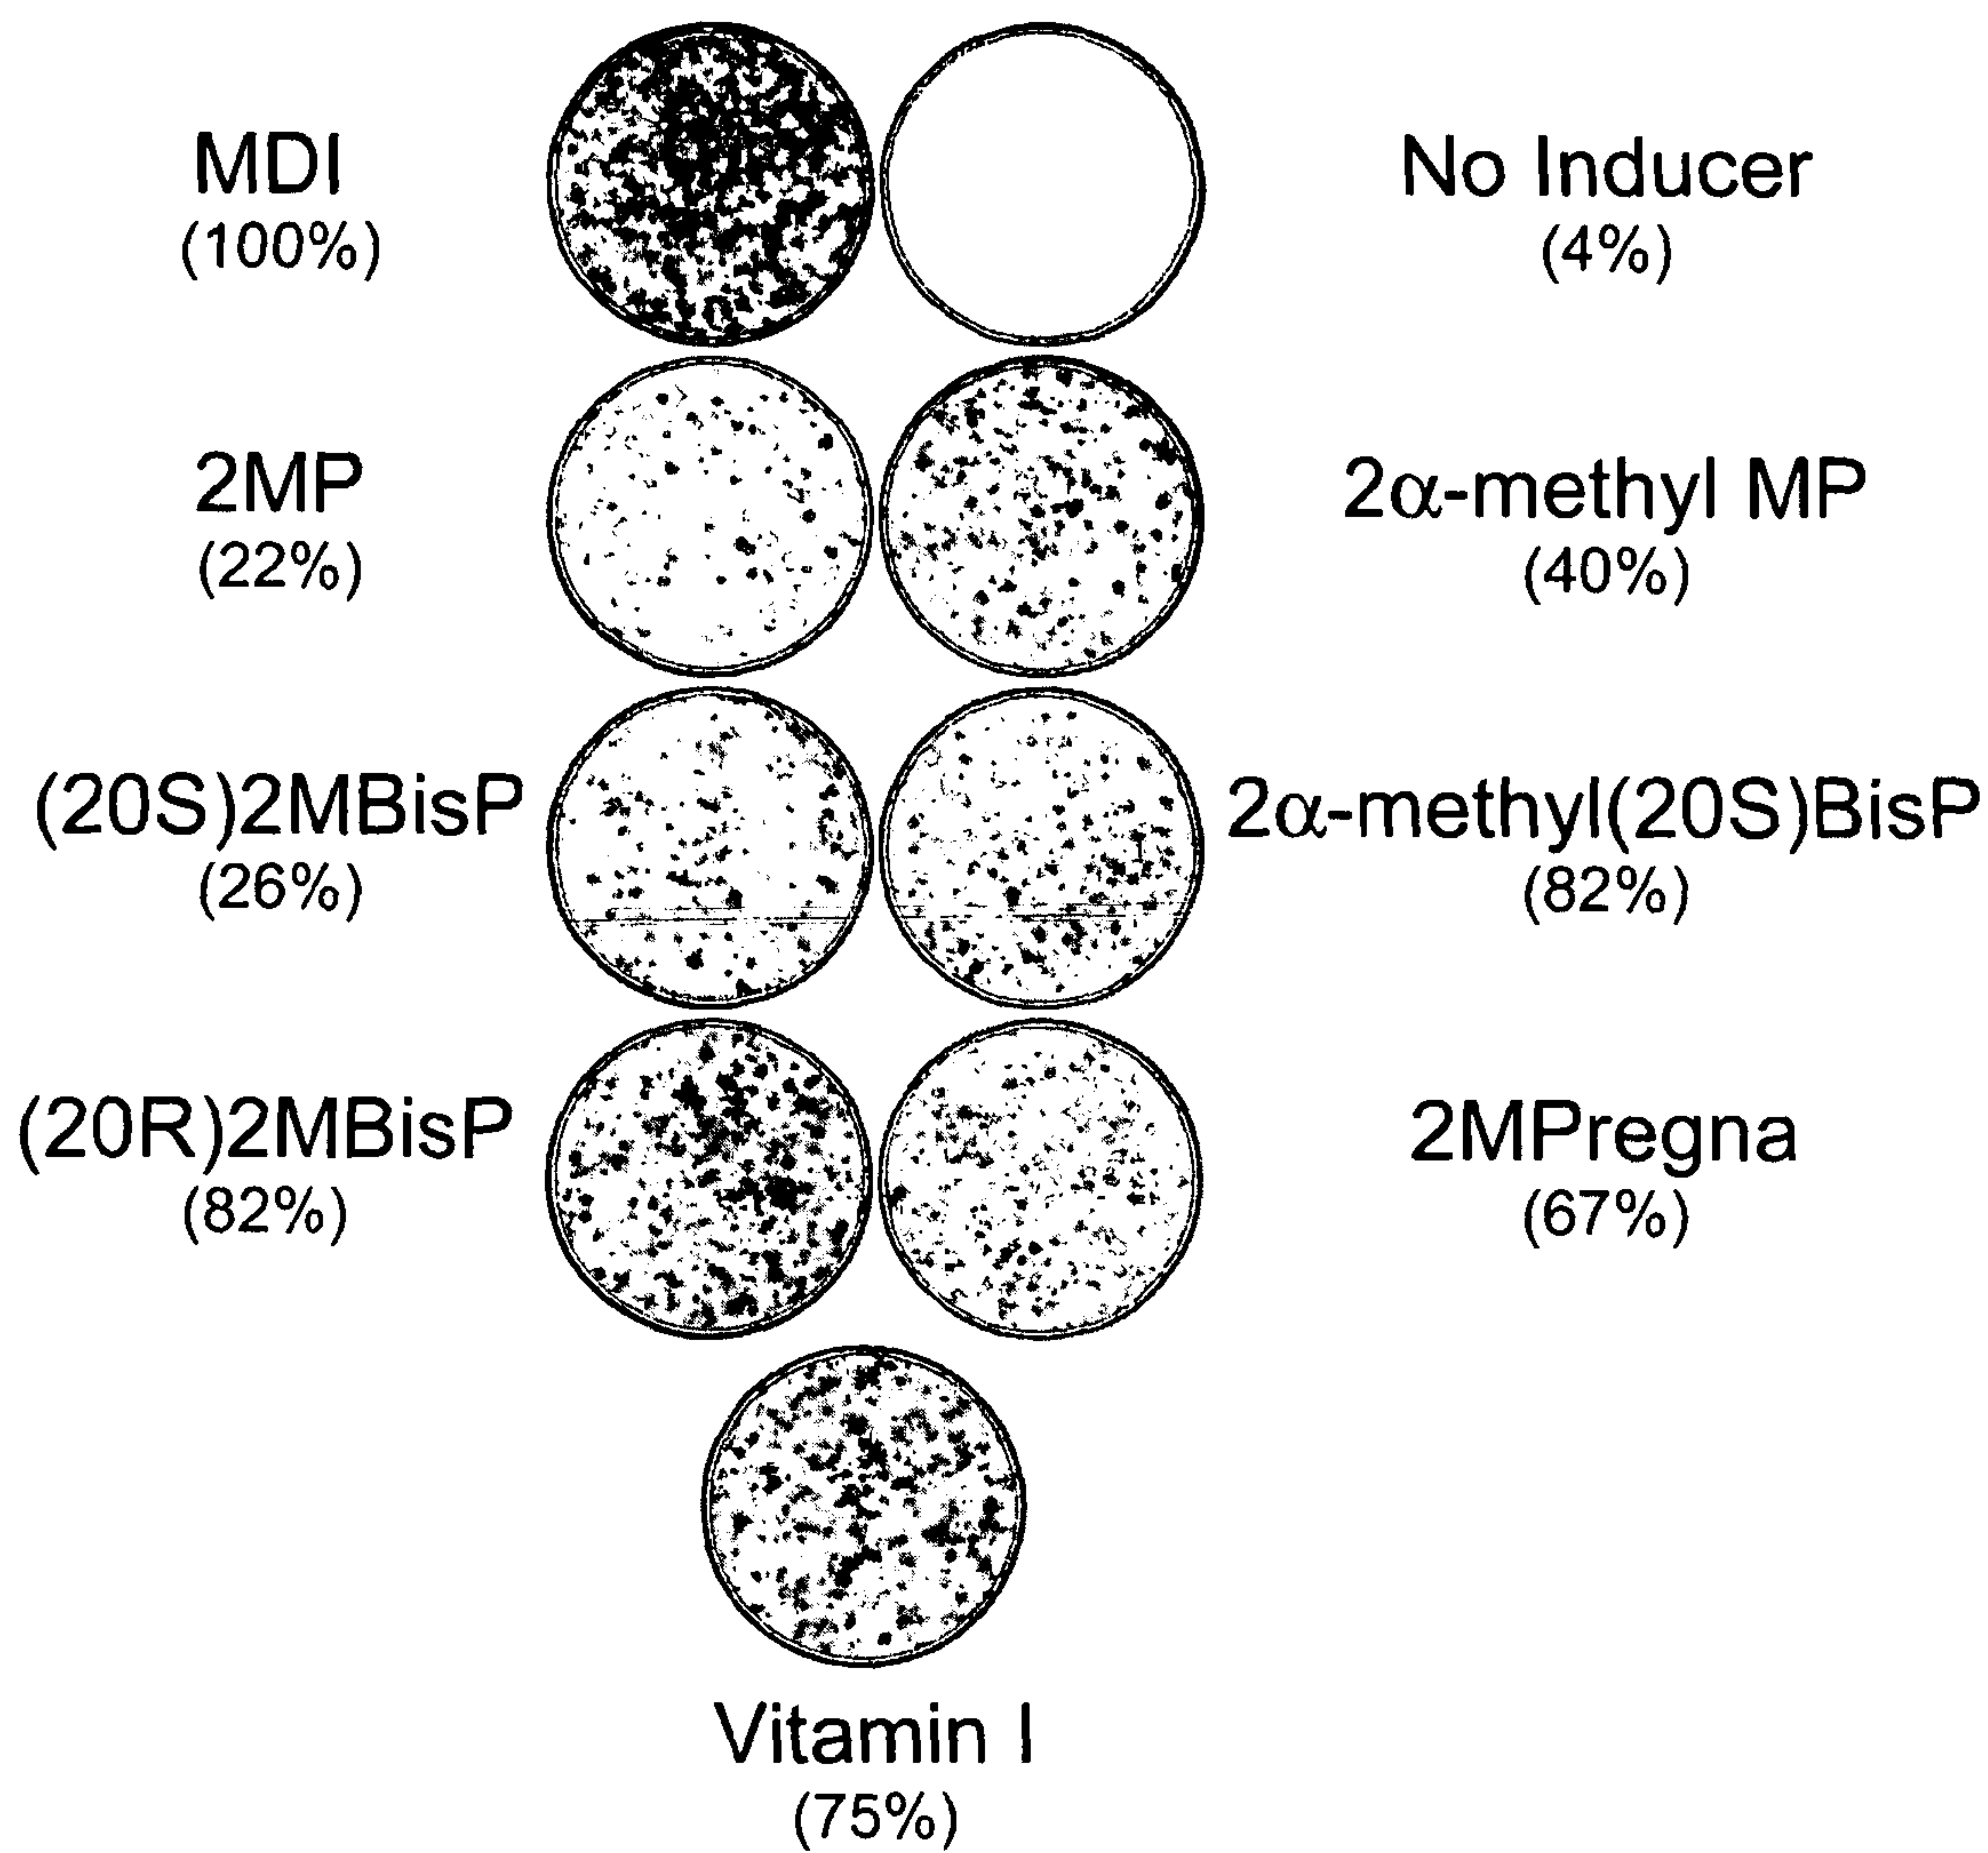 MDI
(100%)
No Inducer
(4%)
2MP
(22%)
2α-methyl MP
(40%)
(20S)2MBisP
(26%)
2α-methyl(20S)BisP
(82%)
(20R)2MBisP
(82%)
2MPregna
(67%)
Vitamin I
(75%)